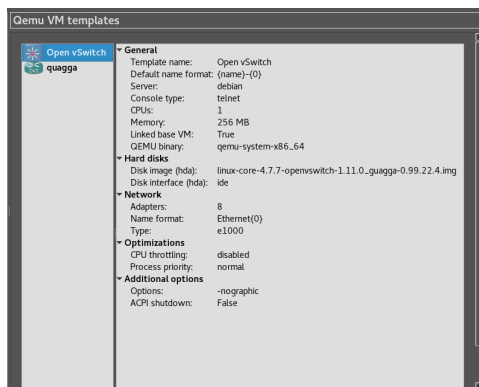 Qemu VM templates
Open vSwitch
quagga
General
Template name: Open vSwitch
Default name format: {name}-{0}
Server: debian
Console type: telnet
CPUs: 1
Memory: 256 MB
Linked base VM: True
QEMU binary: qemu-system-x86_64
Hard disks
Disk image (hda): linux-core-4.7.7-openvswitch-1.11.0_guagga-0.99.22.4.img
Disk interface (hda): ide
Network
Adapters: 8
Name format: Ethernet{0}
Type: e1000
Optimizations
CPU throttling: disabled
Process priority: normal
Additional options
Options: -nographic
ACPI shutdown: False